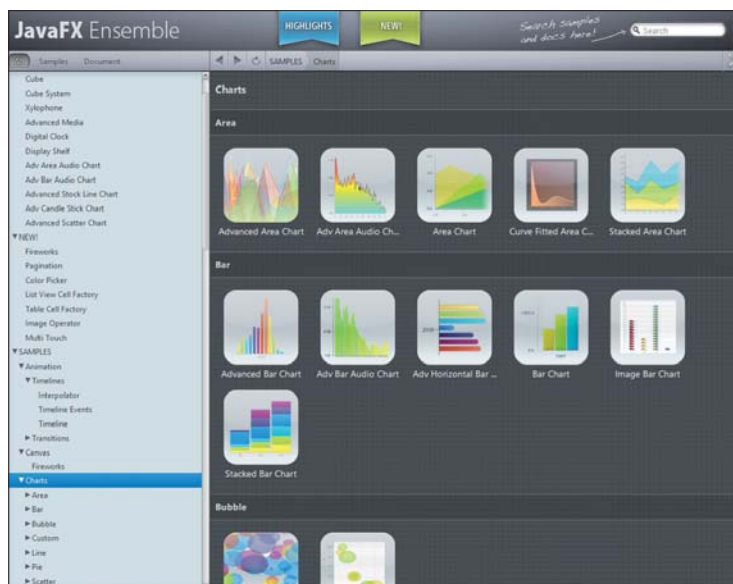 JavaFX Ensemble
HIGHLIGHTS
NEW!
Search samples
and docs here!
Search
Samples
Document
SAMPLES
Charts
Cube
Cube System
Xylophone
Advanced Media
Digital Clock
Display Shelf
Adv Area Audio Chart
Adv Bar Audio Chart
Advanced Stock Line Chart
Adv Candle Stick Chart
Advanced Scatter Chart
NEW!
Fireworks
Pagination
Color Picker
List View Cell Factory
Table Cell Factory
Image Operator
Multi Touch
SAMPLES
Animation
Timelines
Interpolator
Timeline Events
Timeline
Transitions
Canvas
Fireworks
Charts
Area
Bar
Bubble
Custom
Line
Pie
Scatter
Charts
Area
Advanced Area Chart
Adv Area Audio Ch...
Area Chart
Curve Fitted Area C...
Stacked Area Chart
Bar
Advanced Bar Chart
Adv Bar Audio Chart
Adv Horizontal Bar ...
Bar Chart
Image Bar Chart
Stacked Bar Chart
Bubble